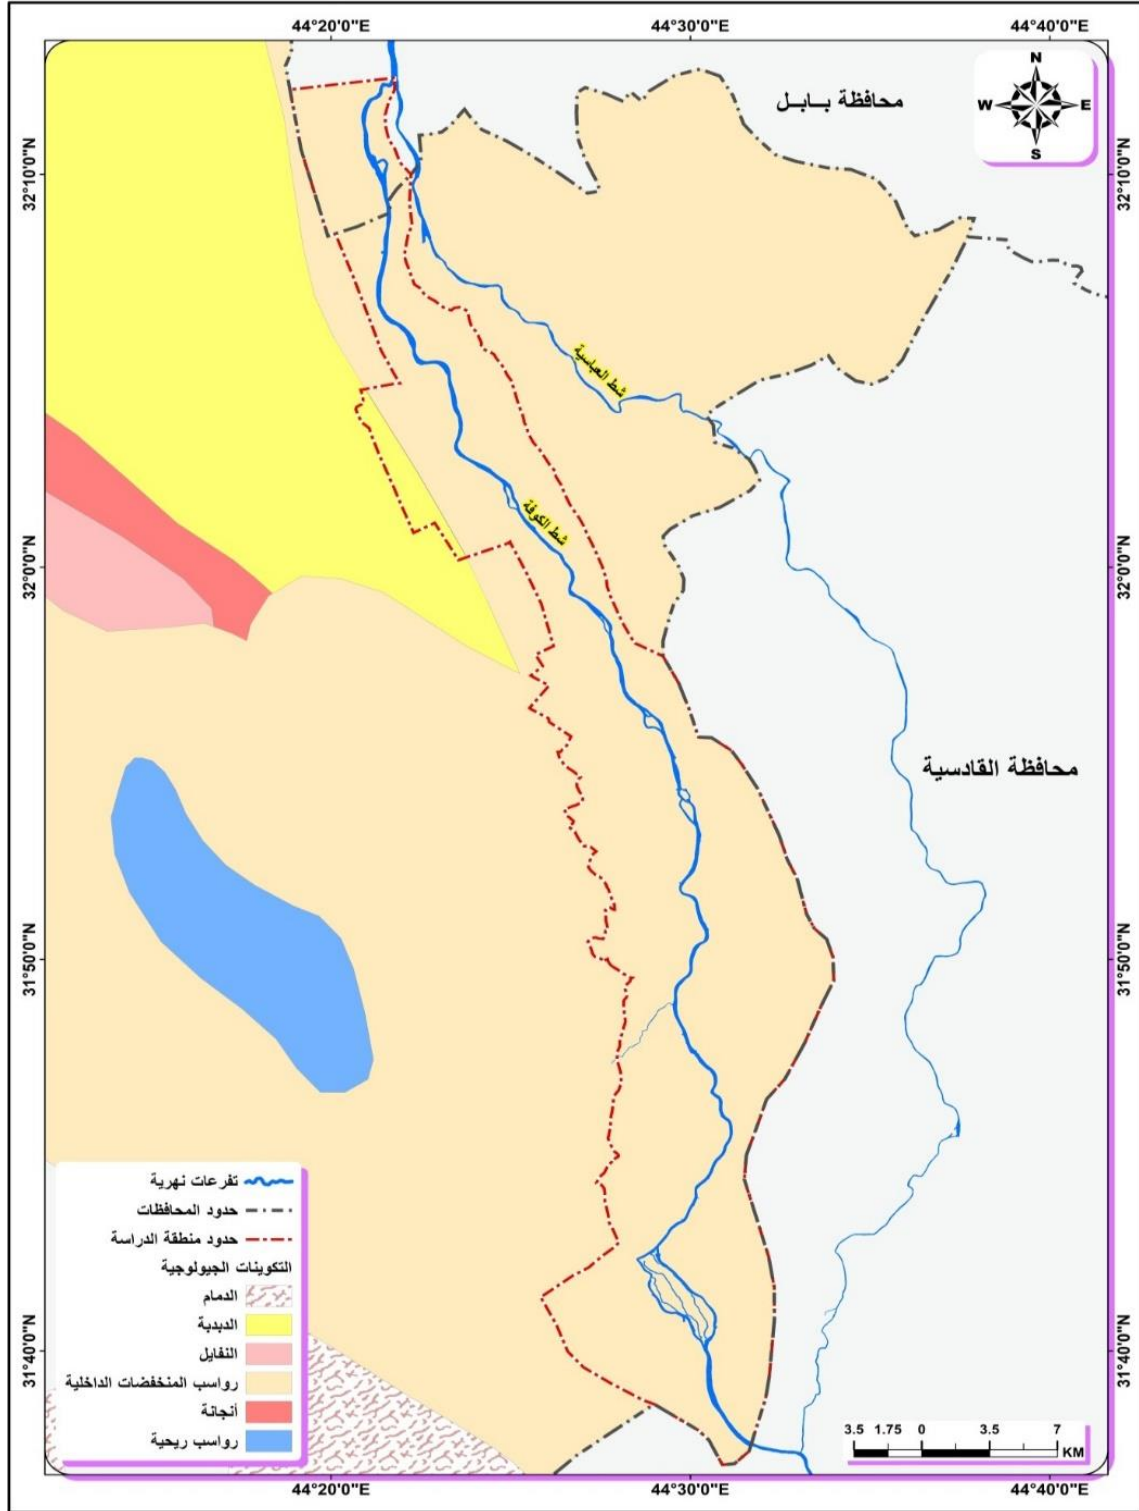 44°20'0"E 44°30'0"E 44°40'0"E
N
W E
S
محافظة بـــابـــل
32°10'0"N 32°10'0"N
شط العباسية
شط الكوفة
32°0'0"N 32°0'0"N
محافظة القادسية
31°50'0"N 31°50'0"N
تفرعات نهرية
حدود المحافظات
حدود منطقة الدراسة
التكوينات الجيولوجية
الدمام
الدبدبة
النفايل
رواسب المنخفضات الداخلية
أنجانة
رواسب ريحية
31°40'0"N 31°40'0"N
3.5 1.75 0 3.5 7
KM
44°20'0"E 44°30'0"E 44°40'0"E